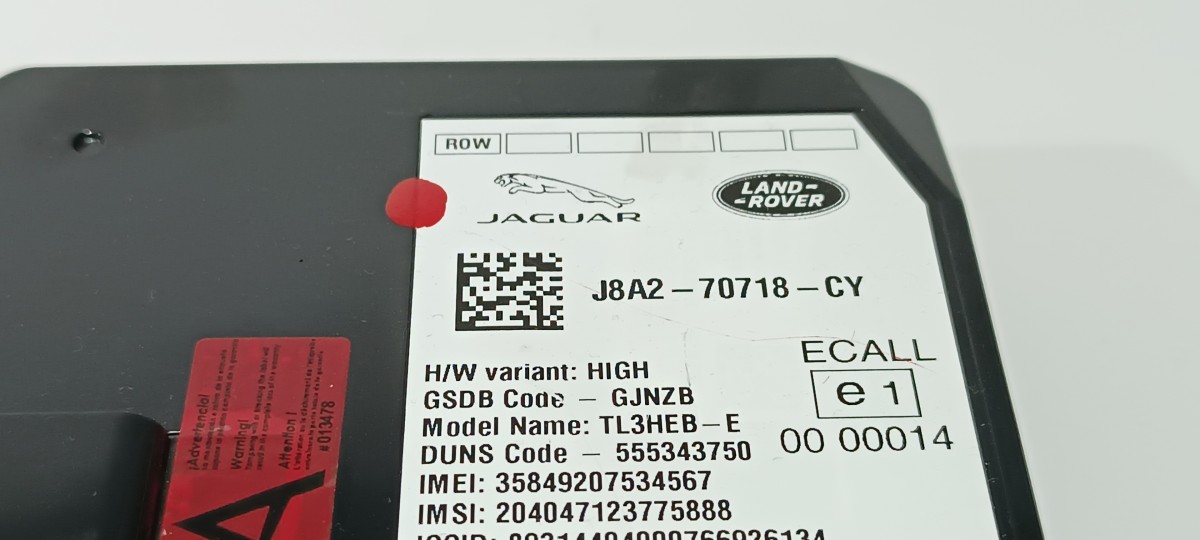 ROW
JAGUAR
LAND-
-ROVER
J8A2-70718-CY
ECALL
e1
00 00014
H/W variant: HIGH
GSDB Code - GJNZB
Model Name: TL3HEB-E
DUNS Code - 555343750
IMEI: 35849207534567
IMSI: 204047123775888
¡Advertencia!
Warning!
Attention !
#013478